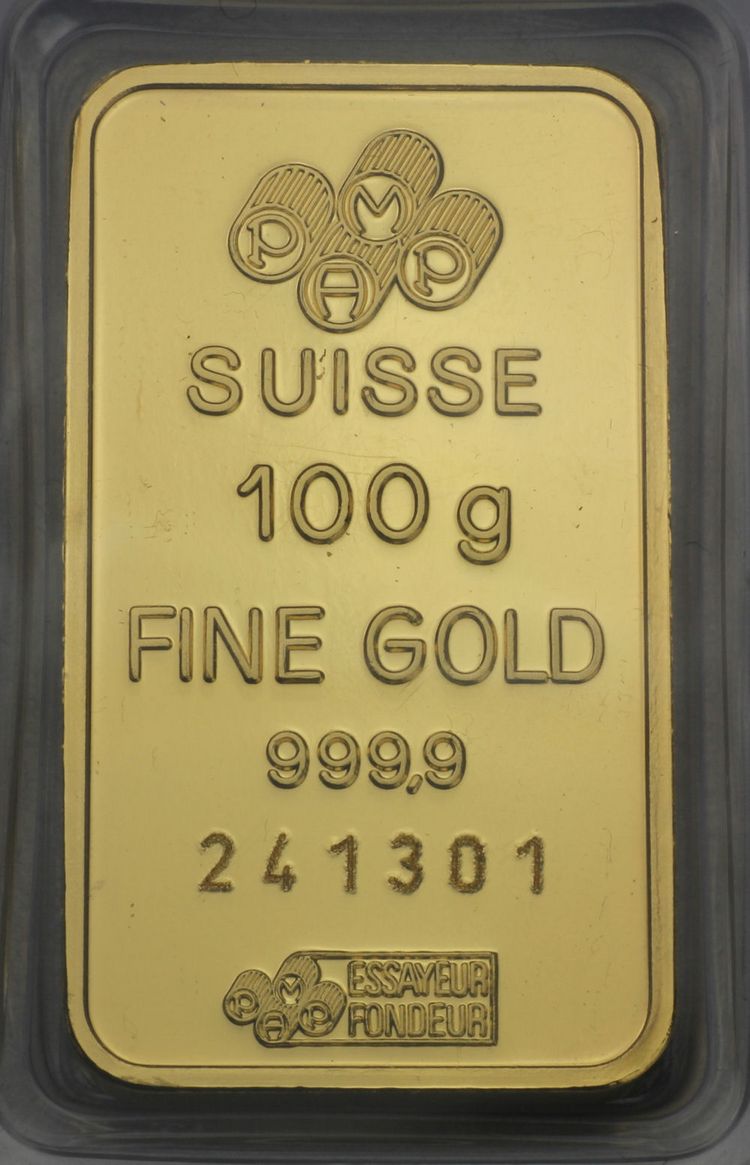 PAMP
SUISSE
100 g
FINE GOLD
999,9
241301
PAMP ESSAYEUR
FONDEUR